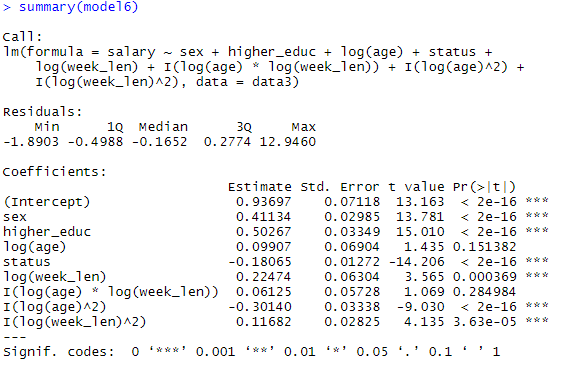 > summary(model6)
Call:
lm(formula = salary ~ sex + higher_educ + log(age) + status +
log(week_len) + I(log(age) * log(week_len)) + I(log(age)^2) +
I(log(week_len)^2), data = data3)
Residuals:
Min 1Q Median 3Q Max
-1.8903 -0.4988 -0.1652 0.2774 12.9460
Coefficients:
Estimate Std. Error t value Pr(>|t|)
(Intercept) 0.93697 0.07118 13.163 < 2e-16 ***
sex 0.41134 0.02985 13.781 < 2e-16 ***
higher_educ 0.50267 0.03349 15.010 < 2e-16 ***
log(age) 0.09907 0.06904 1.435 0.151382
status -0.18065 0.01272 -14.206 < 2e-16 ***
log(week_len) 0.22474 0.06304 3.565 0.000369 ***
I(log(age) * log(week_len)) 0.06125 0.05728 1.069 0.284984
I(log(age)^2) -0.30140 0.03338 -9.030 < 2e-16 ***
I(log(week_len)^2) 0.11682 0.02825 4.135 3.63e-05 ***
---
Signif. codes: 0 ‘***’ 0.001 ‘**’ 0.01 ‘*’ 0.05 ‘.’ 0.1 ‘ ’ 1